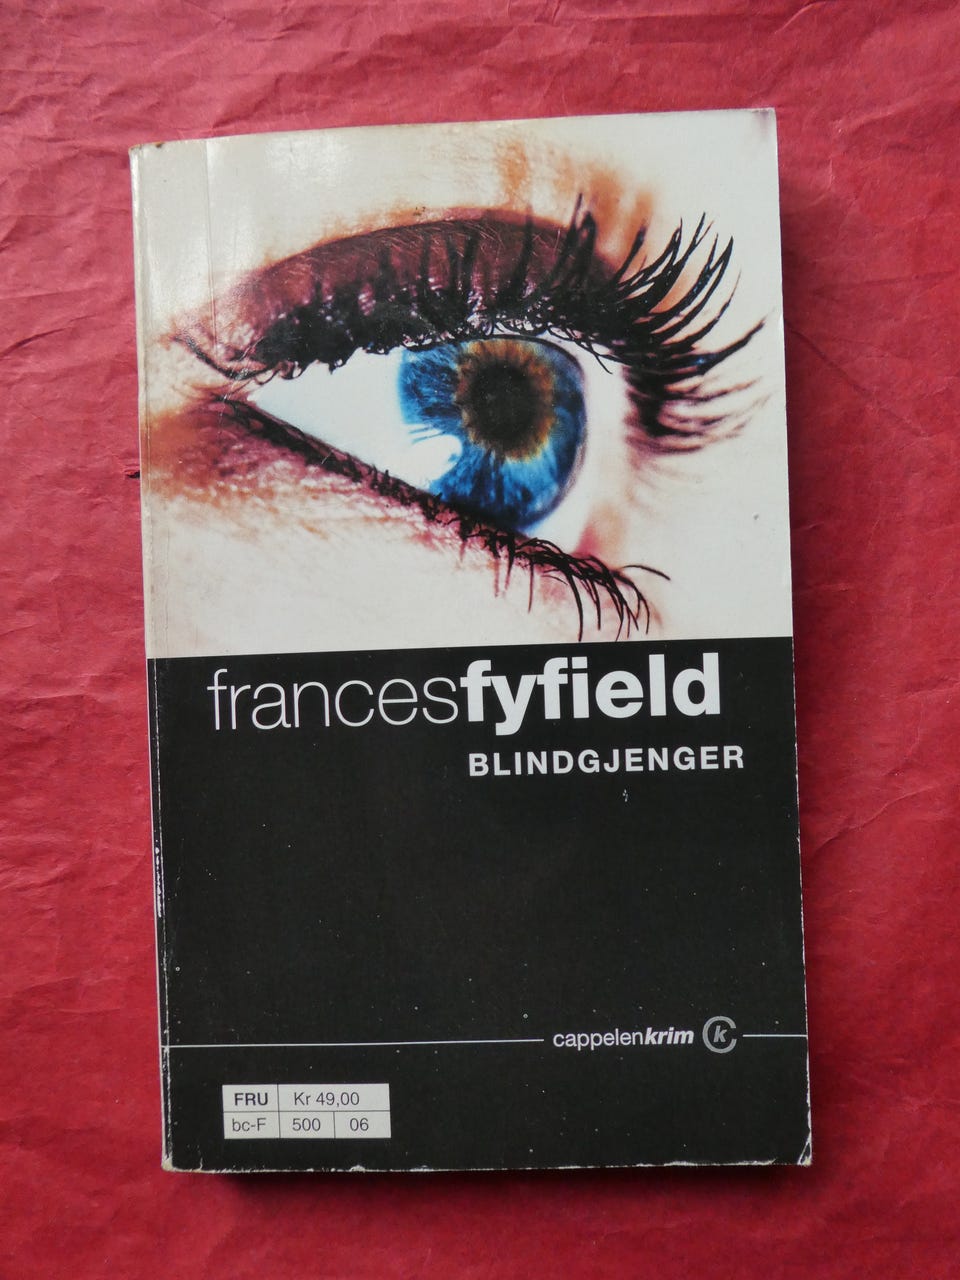 francesfyfield
BLINDGJENGER
cappelenkrim k
FRU Kr 49,00
bc-F 500 06